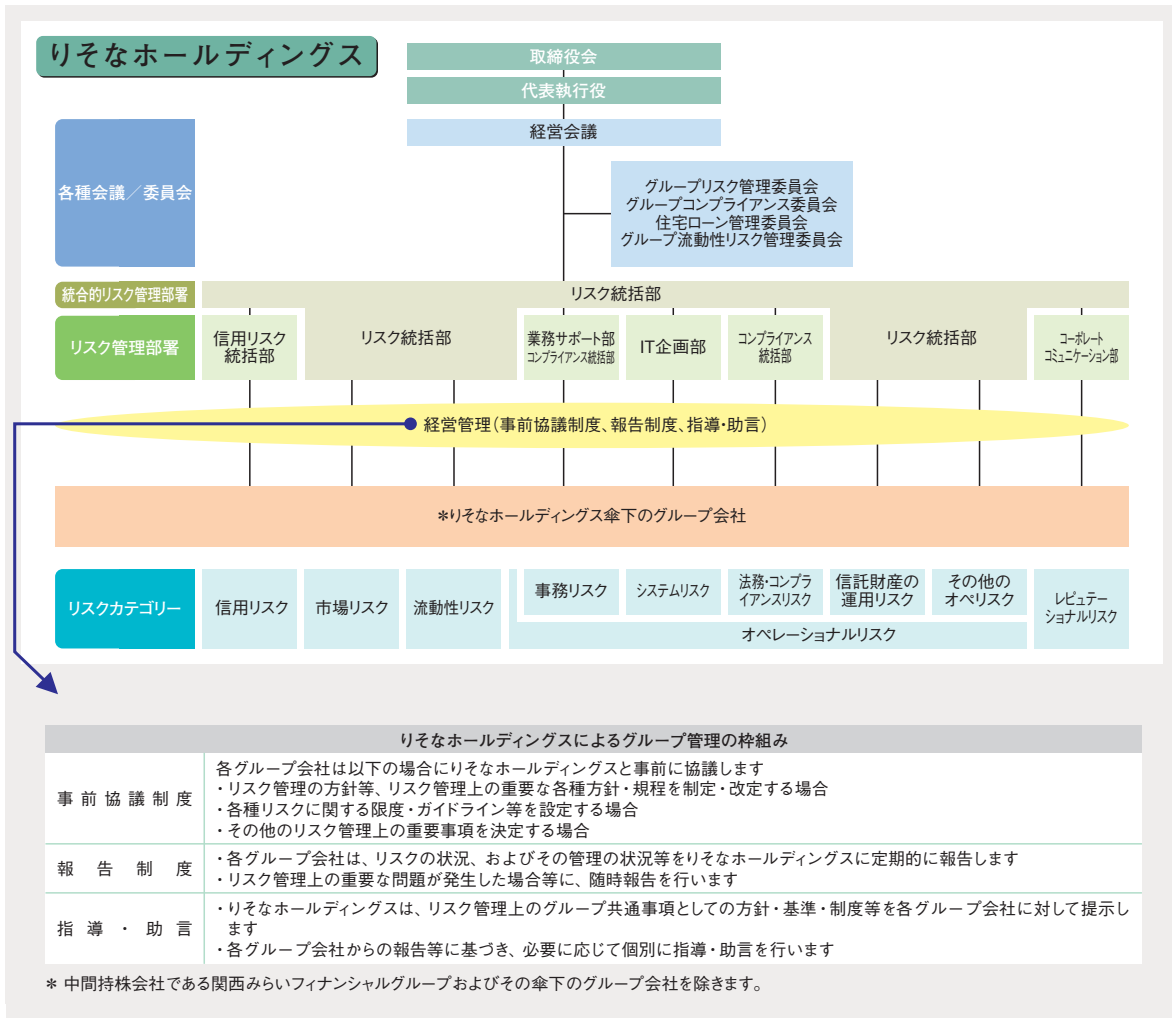 りそなホールディングス
取締役会
代表執行役
経営会議
各種会議／委員会
グループリスク管理委員会
グループコンプライアンス委員会
住宅ローン管理委員会
グループ流動性リスク管理委員会
統合的リスク管理部署
リスク統括部
リスク管理部署
信用リスク
統括部
リスク統括部
業務サポート部
コンプライアンス統括部
IT企画部
コンプライアンス
統括部
リスク統括部
コーポレート
コミュニケーション部
経営管理（事前協議制度、報告制度、指導・助言）
＊りそなホールディングス傘下のグループ会社
リスクカテゴリー
信用リスク
市場リスク
流動性リスク
事務リスク
システムリスク
法務・コンプラ
イアンスリスク
信託財産の
運用リスク
その他の
オペリスク
オペレーショナルリスク
レピュテー
ショナルリスク
りそなホールディングスによるグループ管理の枠組み
事前協議制度
各グループ会社は以下の場合にりそなホールディングスと事前に協議します
・リスク管理の方針等、リスク管理上の重要な各種方針・規程を制定・改定する場合
・各種リスクに関する限度・ガイドライン等を設定する場合
・その他のリスク管理上の重要事項を決定する場合
報告制度
・各グループ会社は、リスクの状況、およびその管理の状況等をりそなホールディングスに定期的に報告します
・リスク管理上の重要な問題が発生した場合等に、随時報告を行います
指導・助言
・りそなホールディングスは、リスク管理上のグループ共通事項としての方針・基準・制度等を各グループ会社に対して提示し
ます
・各グループ会社からの報告等に基づき、必要に応じて個別に指導・助言を行います
＊ 中間持株会社である関西みらいフィナンシャルグループおよびその傘下のグループ会社を除きます。